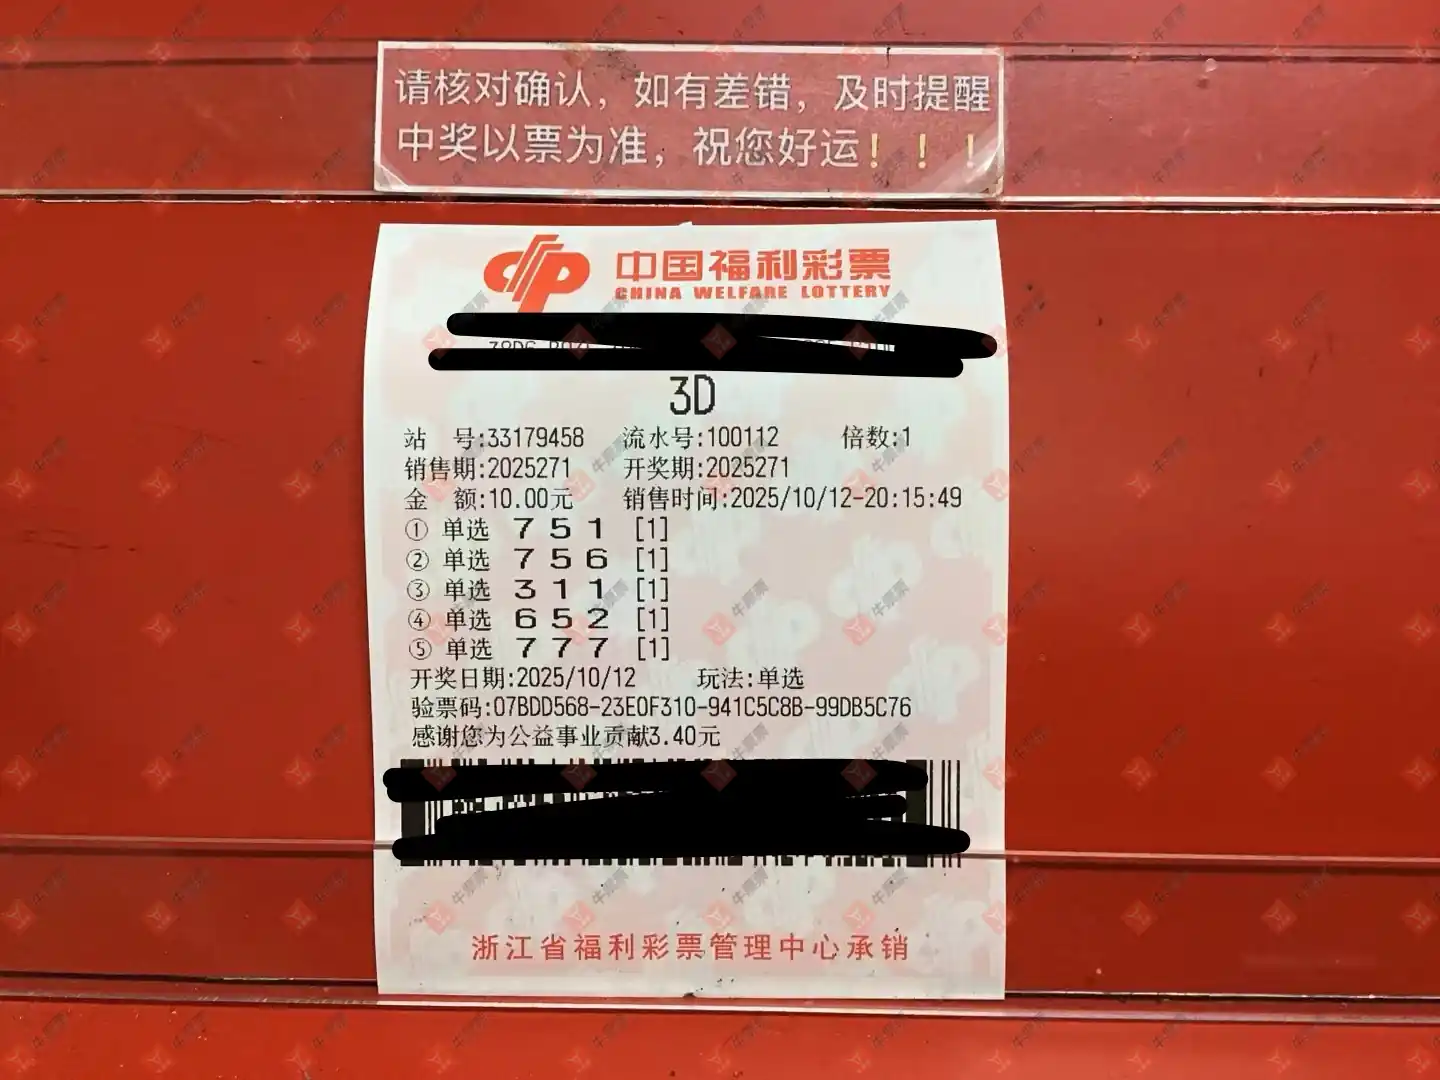 请核对确认，如有差错，及时提醒
中奖以票为准，祝您好运！！！
中国福利彩票
CHINA WELFARE LOTTERY
3D
站 号:33179458 流水号:100112 倍数:1
销售期:2025271 开奖期:2025271
金 额:10.00元 销售时间:2025/10/12-20:15:49
① 单选 7 5 1 [1]
② 单选 7 5 6 [1]
③ 单选 3 1 1 [1]
④ 单选 6 5 2 [1]
⑤ 单选 7 7 7 [1]
开奖日期:2025/10/12 玩法:单选
验票码:07BDD568-23E0F310-941C5C8B-99DB5C76
感谢您为公益事业贡献3.40元
浙江省福利彩票管理中心承销
牛票票